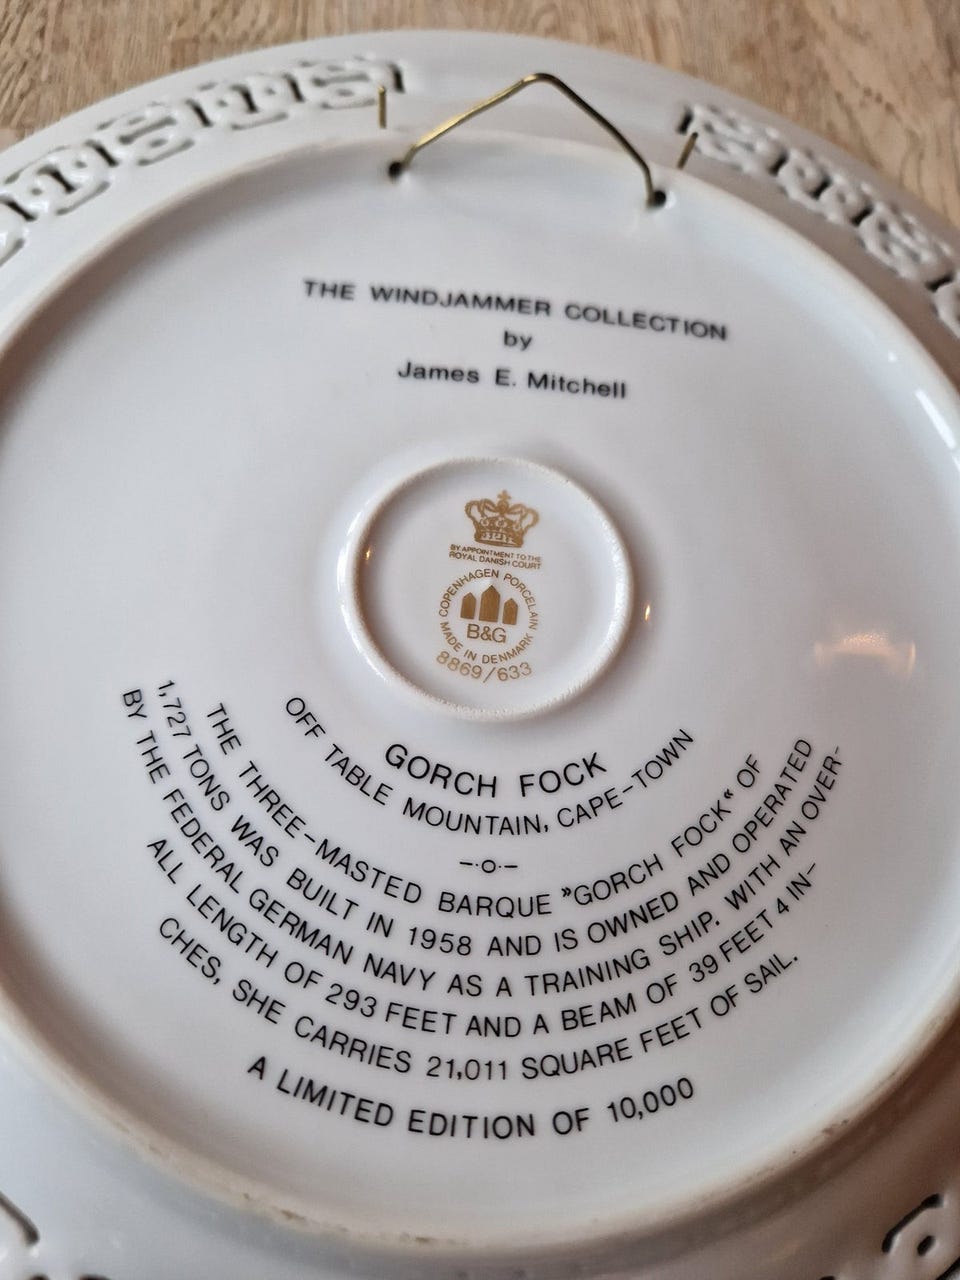 THE WINDJAMMER COLLECTION
by
James E. Mitchell
BY APPOINTMENT TO THE
ROYAL DANISH COURT
COPENHAGEN PORCELAIN
B&G
MADE IN DENMARK
8869/633
GORCH FOCK
OFF TABLE MOUNTAIN, CAPE-TOWN
-·o·-
THE THREE-MASTED BARQUE »GORCH FOCK« OF
1,727 TONS WAS BUILT IN 1958 AND IS OWNED AND OPERATED
BY THE FEDERAL GERMAN NAVY AS A TRAINING SHIP. WITH AN OVER-
ALL LENGTH OF 293 FEET AND A BEAM OF 39 FEET 4 IN-
CHES, SHE CARRIES 21,011 SQUARE FEET OF SAIL.
A LIMITED EDITION OF 10,000